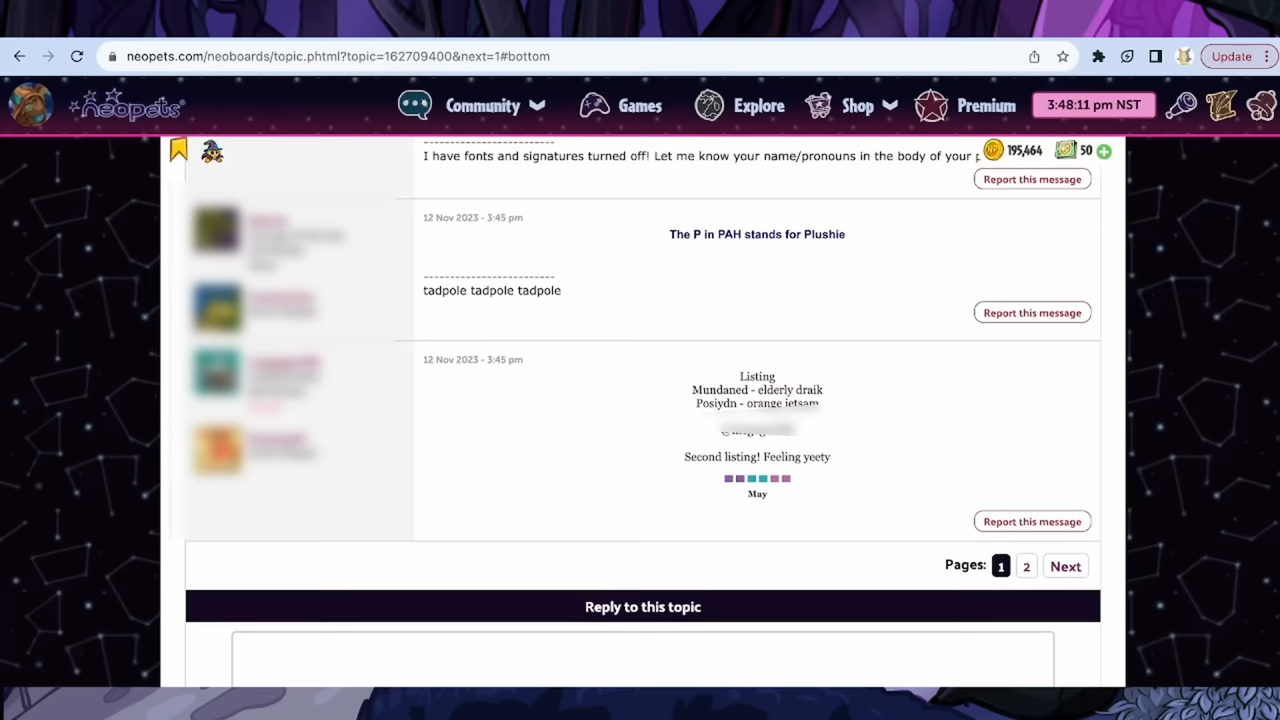 neopets.com/neoboards/topic.phtml?topic=162709400&next=1#bottom
Update
neopets
Community
Games
Explore
Shop
Premium
3:48:11 pm NST
I have fonts and signatures turned off! Let me know your name/pronouns in the body of your
195,464
50
Report this message
12 Nov 2023 - 3:45 pm
The P in PAH stands for Plushie
-----------------------
tadpole tadpole tadpole
Report this message
12 Nov 2023 - 3:45 pm
Listing
Mundaned - elderly draik
Posiydn - orange jetsam
Second listing! Feeling yeety
May
Report this message
Pages: 1 2 Next
Reply to this topic